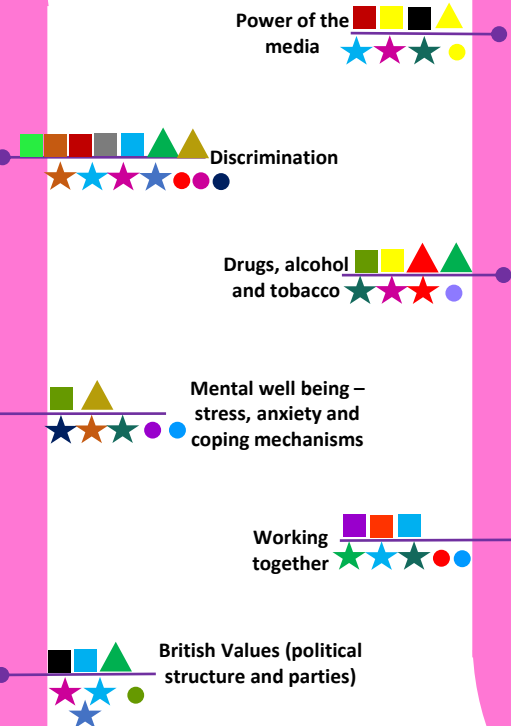 Power of the
media
Discrimination
Drugs, alcohol
and tobacco
Mental well being –
stress, anxiety and
coping mechanisms
Working
together
British Values (political
structure and parties)